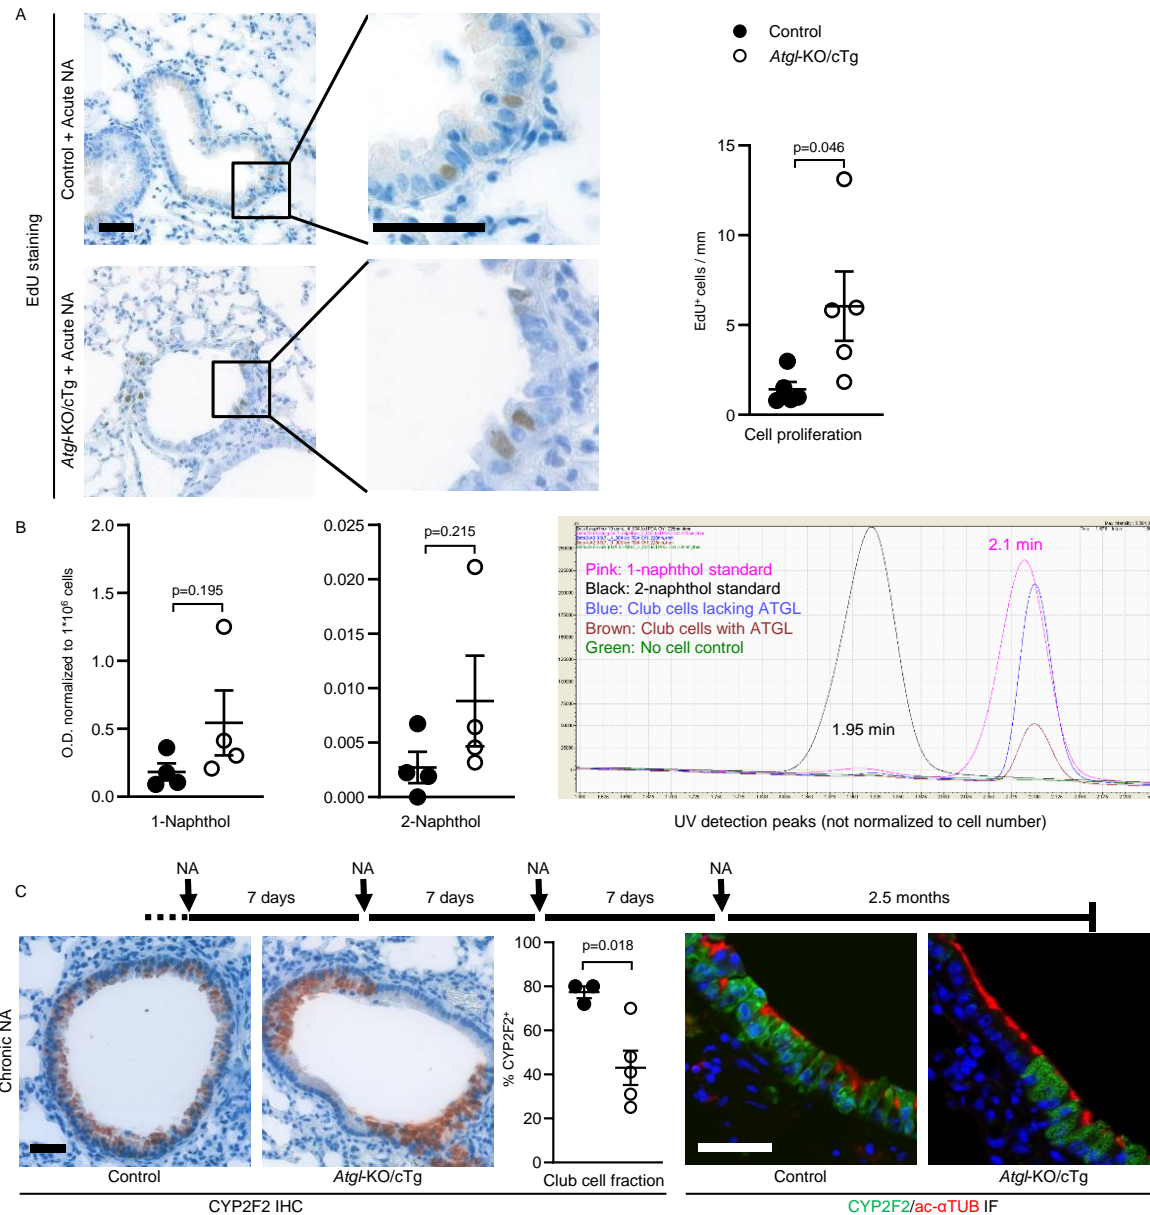 A
Control + Acute NA
Atgl-KO/cTg + Acute NA
EdU staining
Control
Atgl-KO/cTg
15
10
5
0
EdU⁺ cells / mm
p=0.046
Cell proliferation
B
O.D. normalized to 1*10⁶ cells
2.0
1.5
1.0
0.5
0.0
p=0.195
1-Naphthol
0.025
0.020
0.015
0.010
0.005
0.000
p=0.215
2-Naphthol
2.1 min
Pink: 1-naphthol standard
Black: 2-naphthol standard
Blue: Club cells lacking ATGL
Brown: Club cells with ATGL
Green: No cell control
1.95 min
UV detection peaks (not normalized to cell number)
C
NA
NA
NA
NA
7 days
7 days
7 days
2.5 months
Chronic NA
Control
Atgl-KO/cTg
CYP2F2 IHC
100
80
60
40
20
0
% CYP2F2⁺
p=0.018
Club cell fraction
Control
Atgl-KO/cTg
CYP2F2/ac-αTUB IF